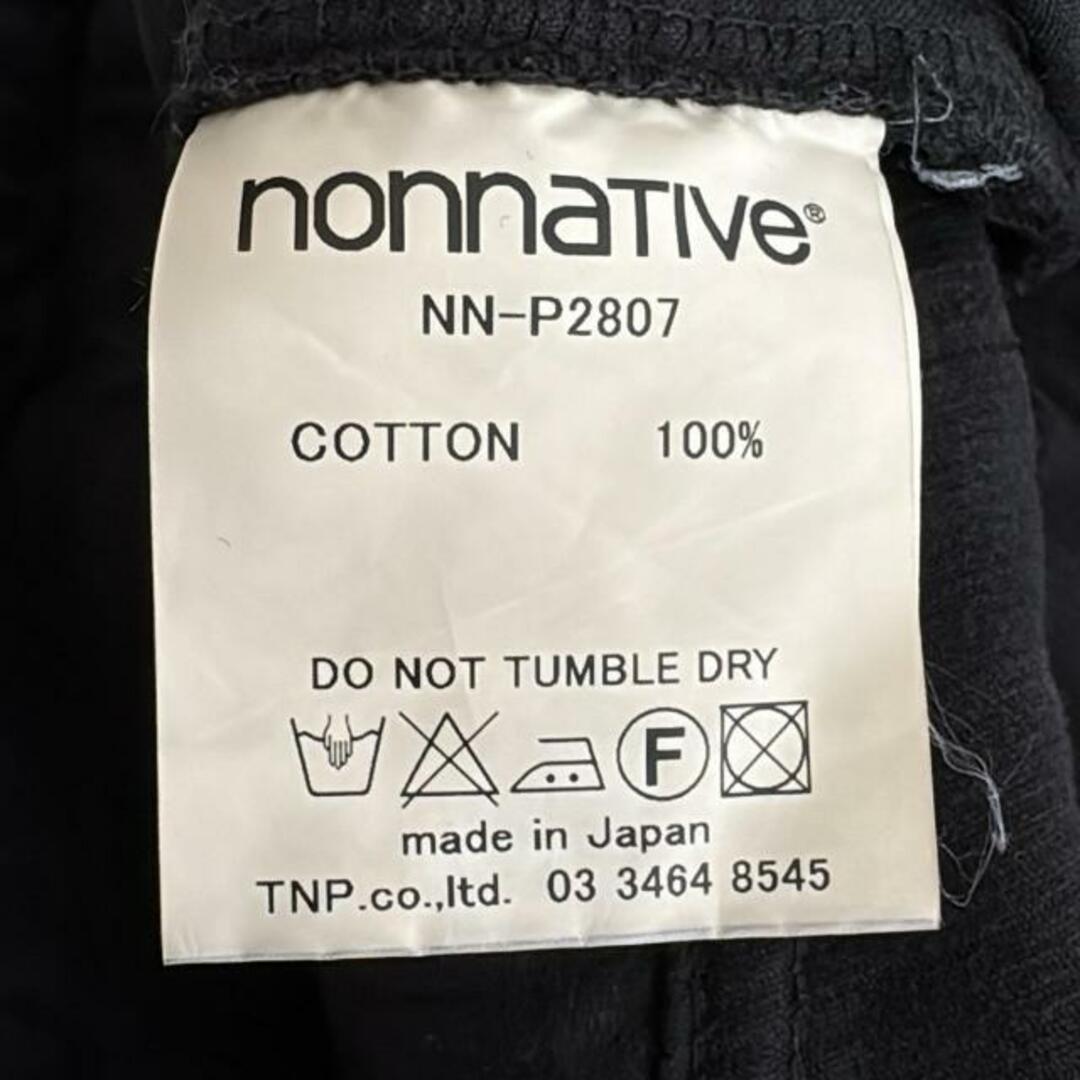 nonnative®
NN-P2807
COTTON 100%
DO NOT TUMBLE DRY
F
made in Japan
TNP.co.,ltd. 03 3464 8545